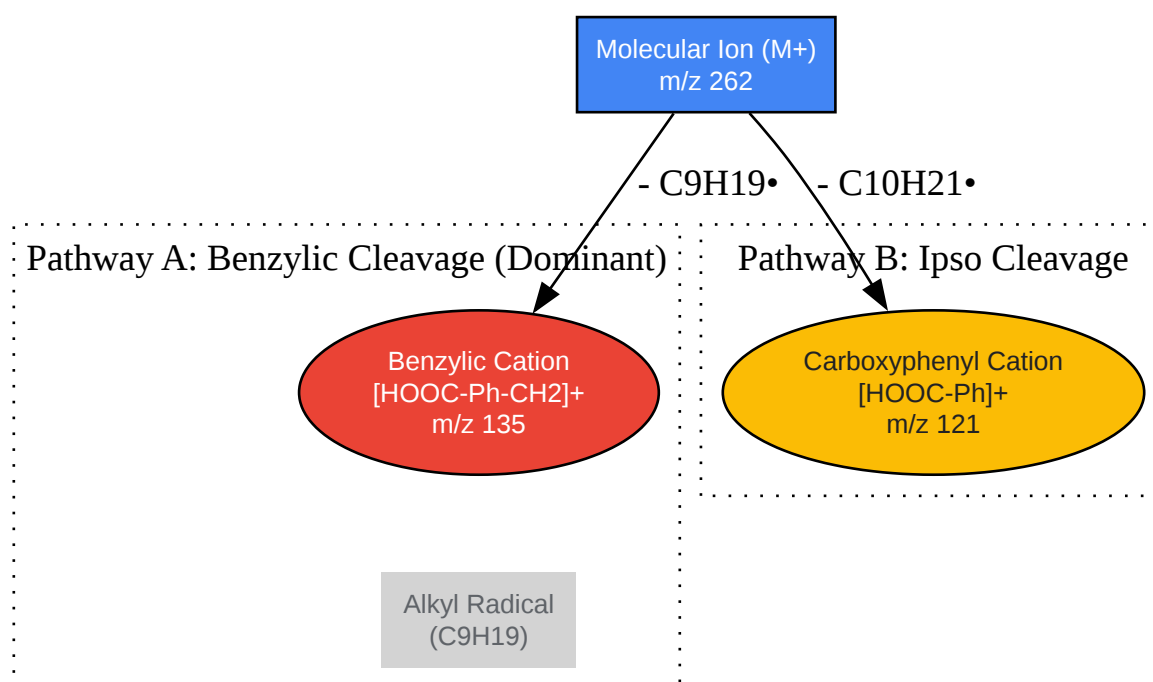 Molecular Ion (M+)
m/z 262
- C9H19•
- C10H21•
Pathway A: Benzylic Cleavage (Dominant)
Pathway B: Ipso Cleavage
Benzylic Cation
[HOOC-Ph-CH2]+
m/z 135
Carboxyphenyl Cation
[HOOC-Ph]+
m/z 121
Alkyl Radical
(C9H19)